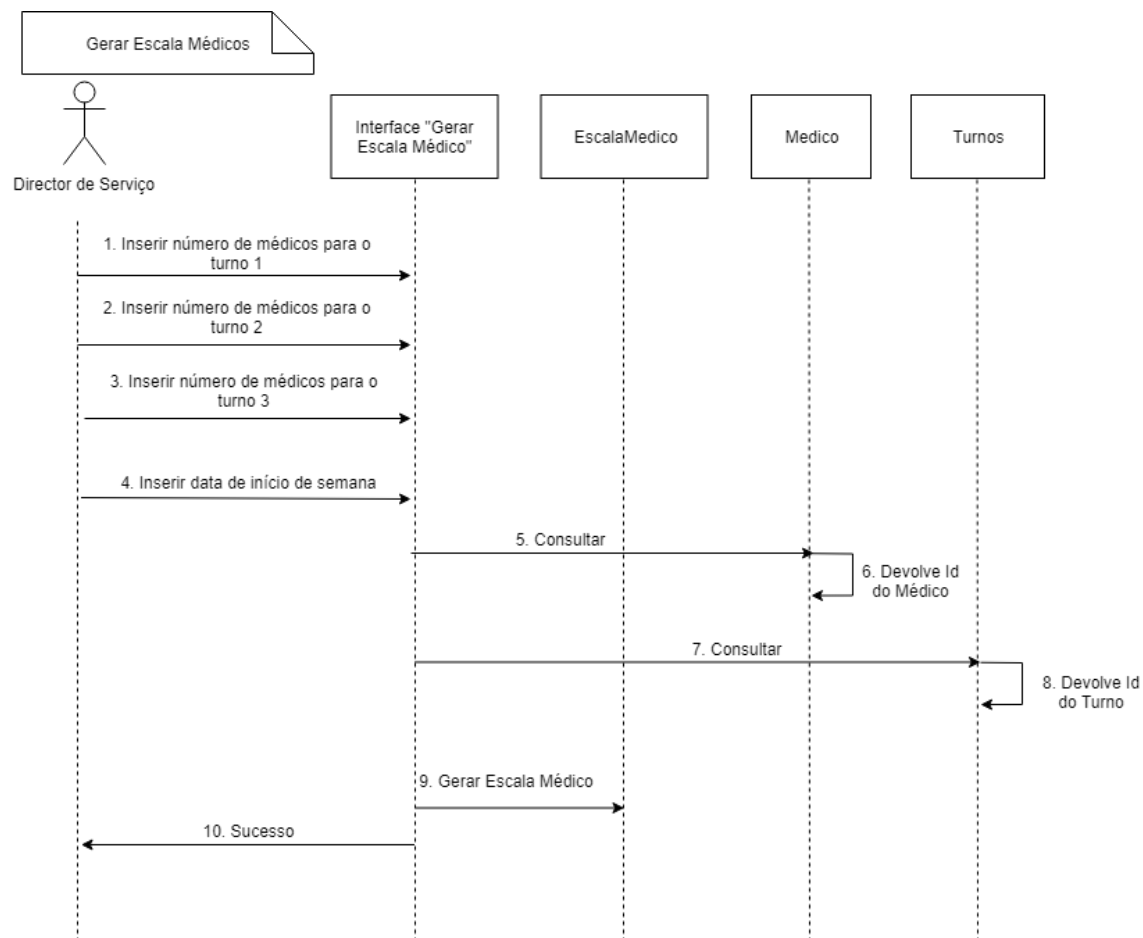 Gerar Escala Médicos
Interface "Gerar
Escala Médico"
EscalaMedico
Medico
Turnos
Director de Serviço
1. Inserir número de médicos para o
turno 1
2. Inserir número de médicos para o
turno 2
3. Inserir número de médicos para o
turno 3
4. Inserir data de início de semana
5. Consultar
6. Devolve Id
do Médico
7. Consultar
8. Devolve Id
do Turno
9. Gerar Escala Médico
10. Sucesso